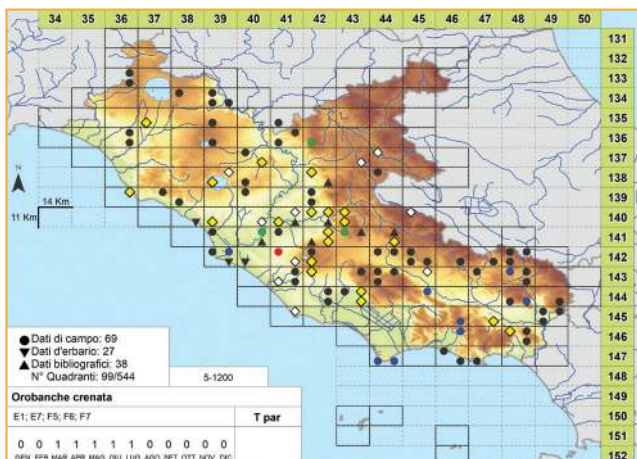 34 35 36 37 38 39 40 41 42 43 44 45 46 47 48 49 50
131
132
133
134
135
136
137
138
139
140
141
142
143
144
145
146
147
148
149
150
151
152
N
14 Km
11 Km
Dati di campo: 69
Dati d'erbario: 27
Dati bibliografici: 38
N° Quadranti: 99/544
5-1200
Orobanche crenata
E1; E7; F5; F6; F7
T par
0 0 1 1 1 1 1 0 0 0 0 0
GEN FEB MAR APR MAG GIU LUG AGO SET OTT NOV DIC